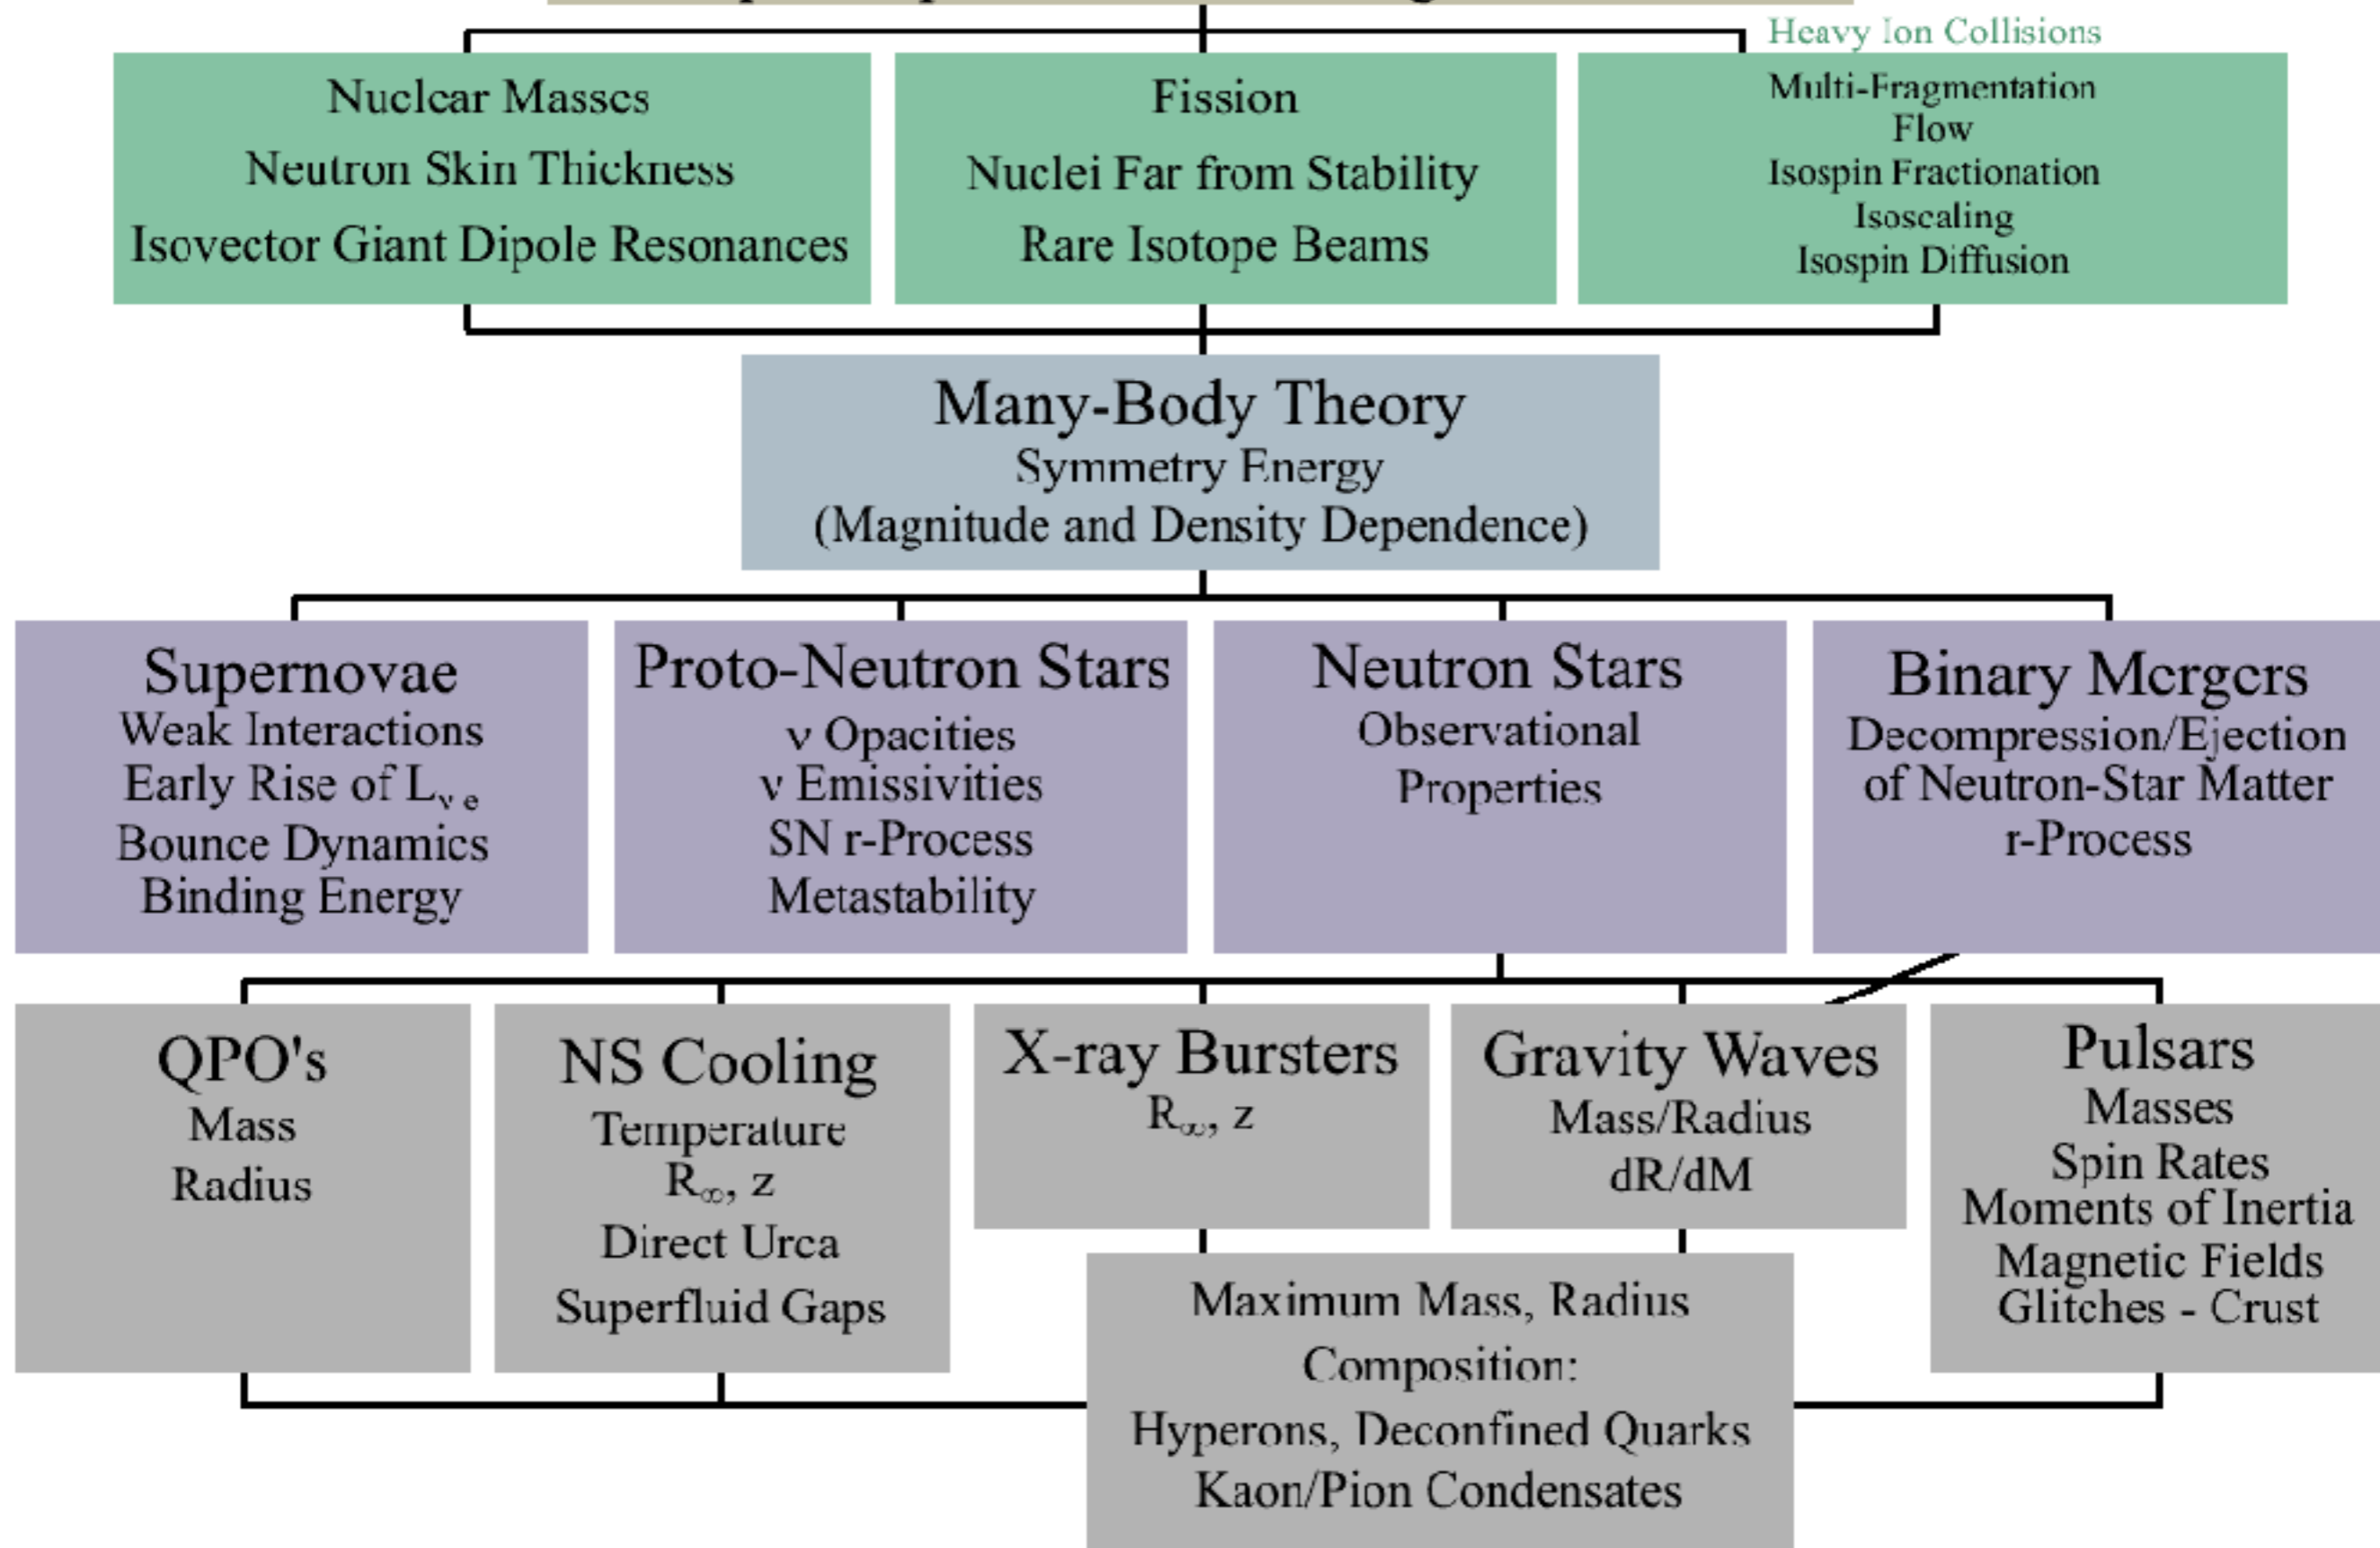 Heavy Ion Collisions
Nuclear Masses
Neutron Skin Thickness
Isovector Giant Dipole Resonances
Fission
Nuclei Far from Stability
Rare Isotope Beams
Multi-Fragmentation
Flow
Isospin Fractionation
Isoscaling
Isospin Diffusion
Many-Body Theory
Symmetry Energy
(Magnitude and Density Dependence)
Supernovae
Weak Interactions
Early Rise of L_ν e
Bounce Dynamics
Binding Energy
Proto-Neutron Stars
ν Opacities
ν Emissivities
SN r-Process
Metastability
Neutron Stars
Observational
Properties
Binary Mergers
Decompression/Ejection
of Neutron-Star Matter
r-Process
QPO's
Mass
Radius
NS Cooling
Temperature
R∞, z
Direct Urca
Superfluid Gaps
X-ray Bursters
R∞, z
Gravity Waves
Mass/Radius
dR/dM
Pulsars
Masses
Spin Rates
Moments of Inertia
Magnetic Fields
Glitches - Crust
Maximum Mass, Radius
Composition:
Hyperons, Deconfined Quarks
Kaon/Pion Condensates